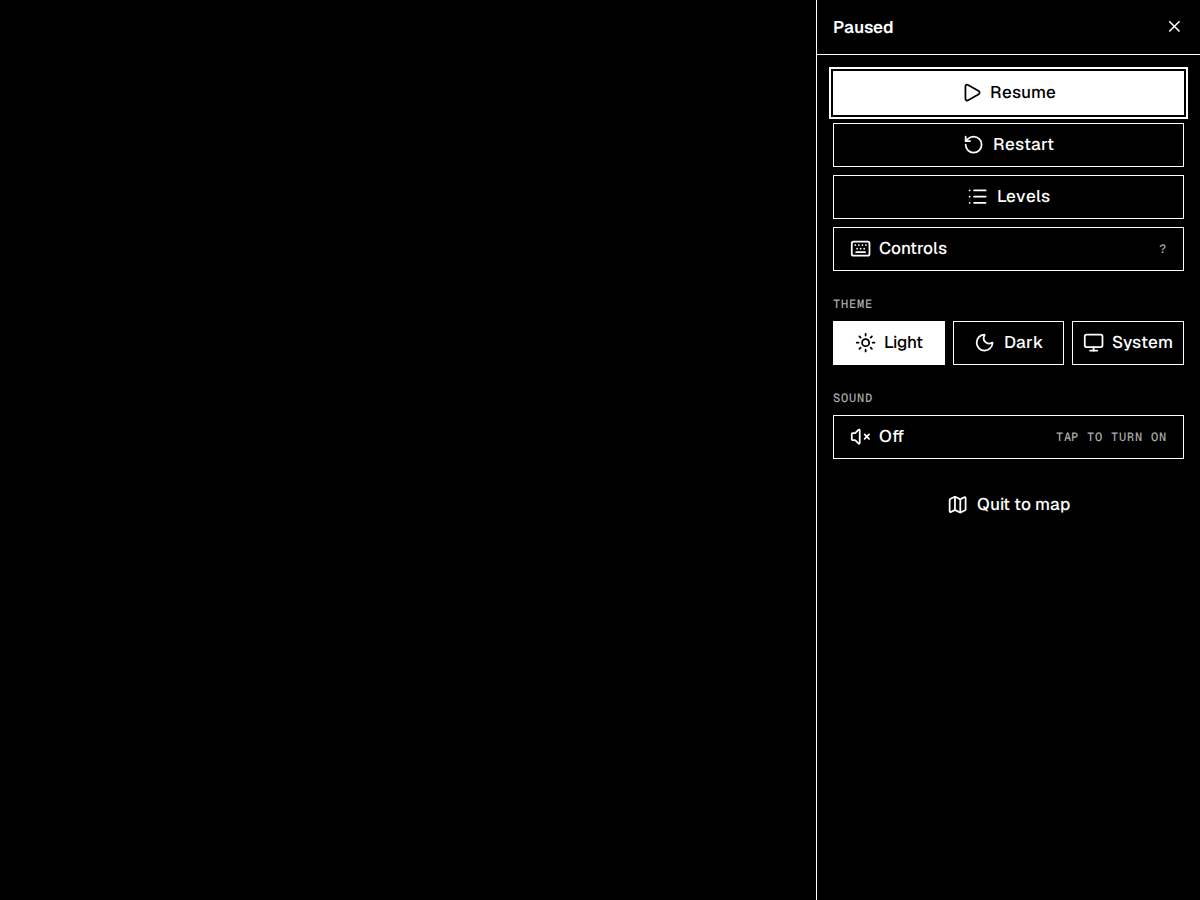 Paused
Resume
Restart
Levels
Controls ?
THEME
Light Dark System
SOUND
Off TAP TO TURN ON
Quit to map